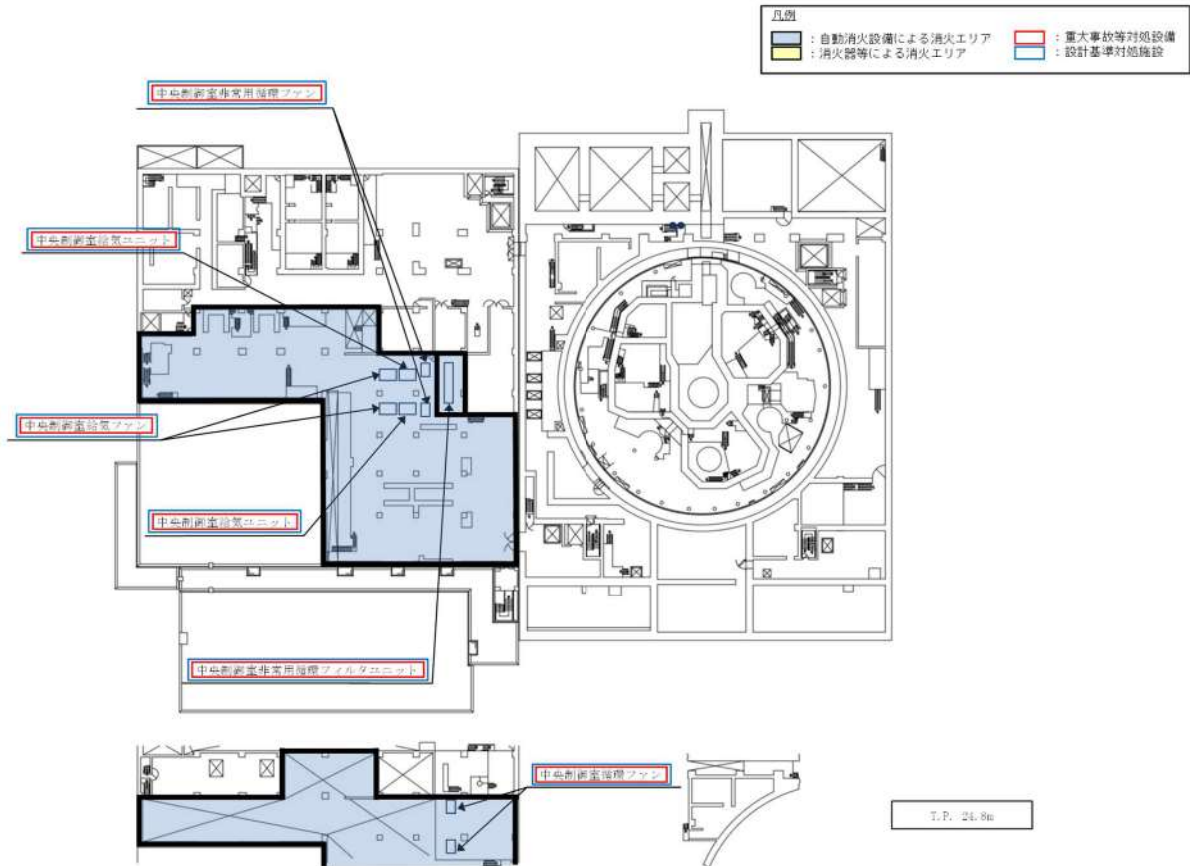 凡例
：自動消火設備による消火エリア
：重大事故等対処設備
：消火器等による消火エリア
：設計基準対処施設
中央制御室非常用循環ファン
中央制御室給気ユニット
中央制御室給気ファン
中央制御室給気ユニット
中央制御室非常用循環フィルタユニット
中央制御室循環ファン
T.P. 24.8m